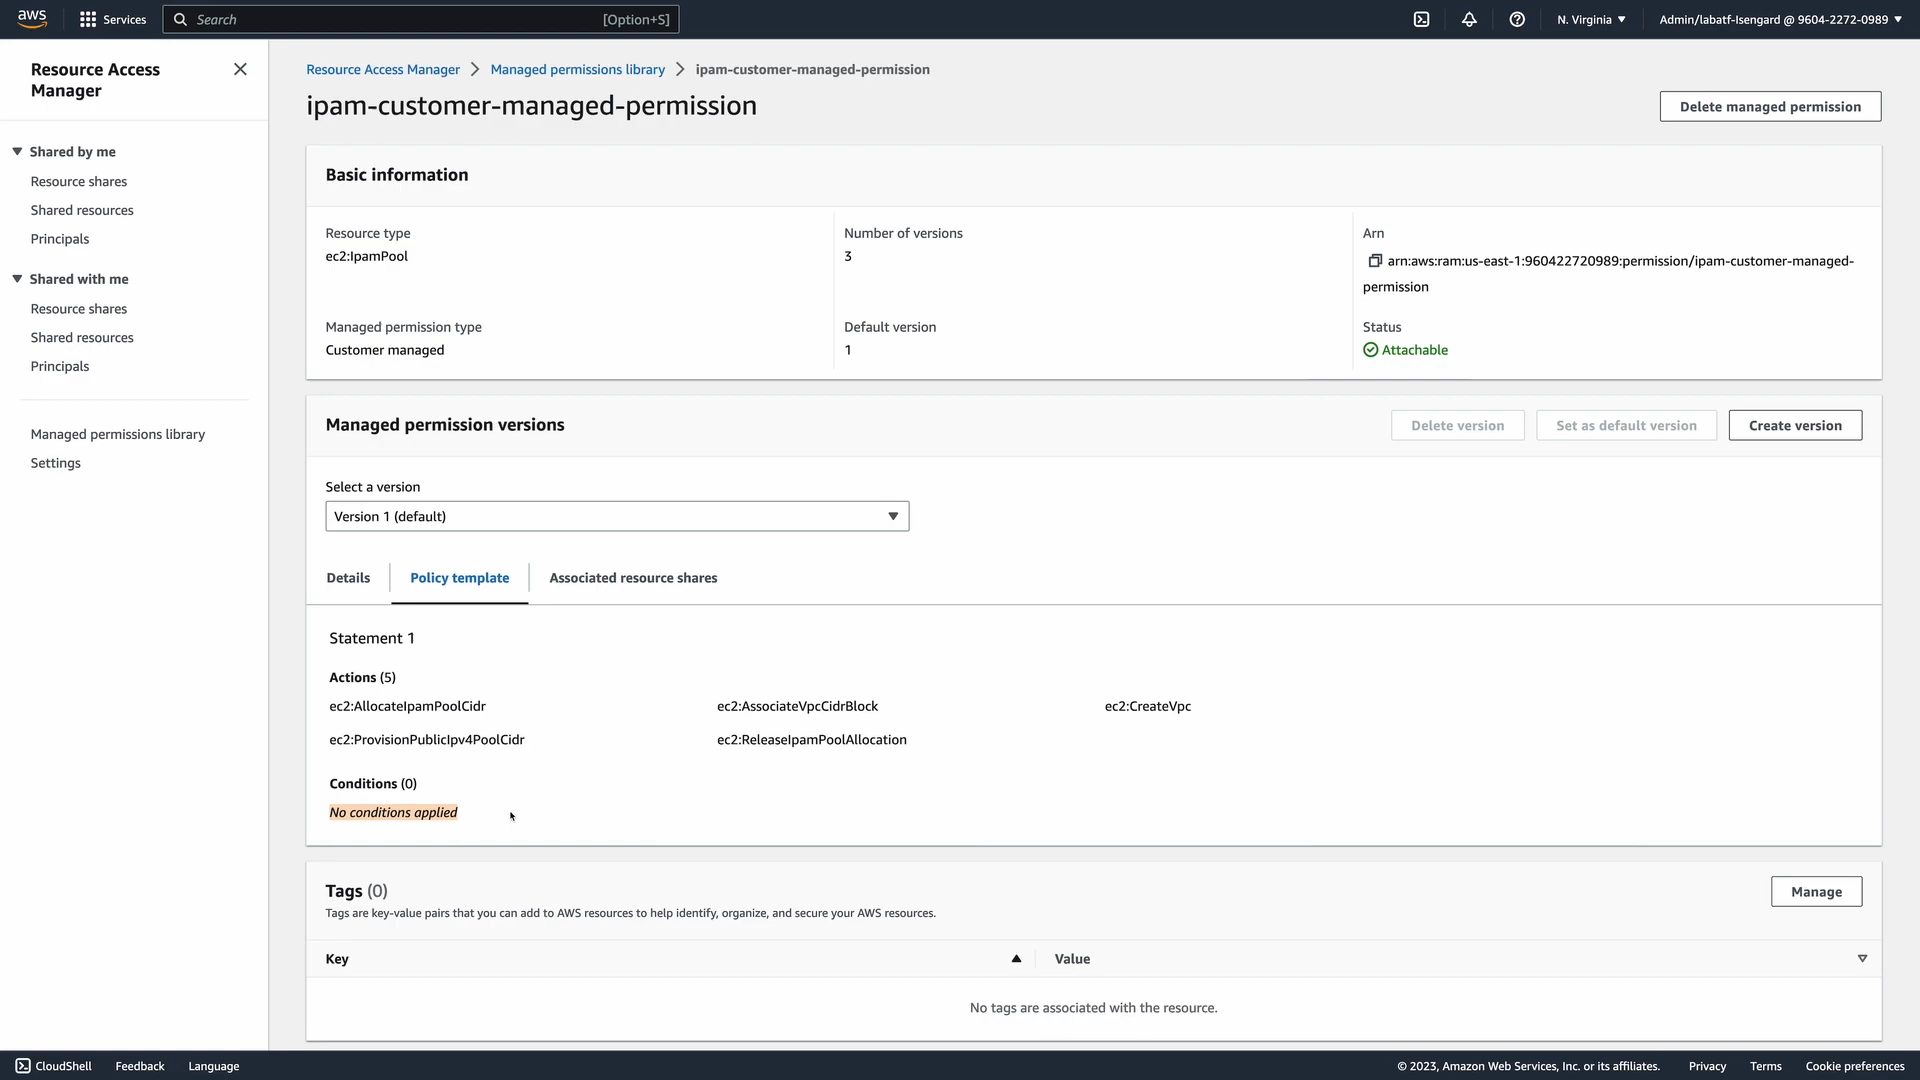 aws
Services
Search
[Option+S]
N. Virginia
Admin/labatf-Isengard @ 9604-2272-0989
Resource Access
Manager
Shared by me
Resource shares
Shared resources
Principals
Shared with me
Resource shares
Shared resources
Principals
Managed permissions library
Settings
Resource Access Manager
Managed permissions library
ipam-customer-managed-permission
ipam-customer-managed-permission
Delete managed permission
Basic information
Resource type
ec2:IpamPool
Number of versions
3
Arn
arn:aws:ram:us-east-1:960422720989:permission/ipam-customer-managed-
permission
Managed permission type
Customer managed
Default version
1
Status
Attachable
Managed permission versions
Delete version
Set as default version
Create version
Select a version
Version 1 (default)
Details
Policy template
Associated resource shares
Statement 1
Actions (5)
ec2:AllocateIpamPoolCidr
ec2:AssociateVpcCidrBlock
ec2:CreateVpc
ec2:ProvisionPublicIpv4PoolCidr
ec2:ReleaseIpamPoolAllocation
Conditions (0)
No conditions applied
Tags (0)
Manage
Tags are key-value pairs that you can add to AWS resources to help identify, organize, and secure your AWS resources.
Key
Value
No tags are associated with the resource.
CloudShell
Feedback
Language
© 2023, Amazon Web Services, Inc. or its affiliates.
Privacy
Terms
Cookie preferences